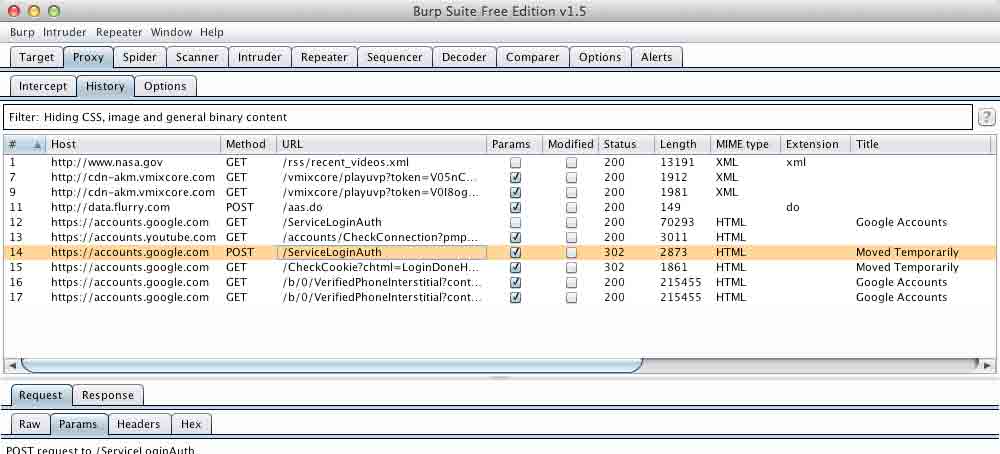 Burp Suite Free Edition v1.5
Burp Intruder Repeater Window Help
Target Proxy Spider Scanner Intruder Repeater Sequencer Decoder Comparer Options Alerts
Intercept History Options
Filter: Hiding CSS, image and general binary content ?
# Host Method URL Params Modified Status Length MIME type Extension Title
1 http://www.nasa.gov GET /rss/recent_videos.xml 200 13191 XML xml
7 http://cdn-akm.vmixcore.com GET /vmixcore/playuvp?token=V05nC... 200 1912 XML
9 http://cdn-akm.vmixcore.com GET /vmixcore/playuvp?token=V0I8og... 200 1981 XML
11 http://data.flurry.com POST /aas.do 200 149 do
12 https://accounts.google.com GET /ServiceLoginAuth 200 70293 HTML Google Accounts
13 https://accounts.youtube.com GET /accounts/CheckConnection?pmp... 200 3011 HTML
14 https://accounts.google.com POST /ServiceLoginAuth 302 2873 HTML Moved Temporarily
15 https://accounts.google.com GET /CheckCookie?chtml=LoginDoneH... 302 1861 HTML Moved Temporarily
16 https://accounts.google.com GET /b/0/VerifiedPhoneInterstitial?cont... 200 215455 HTML Google Accounts
17 https://accounts.google.com GET /b/0/VerifiedPhoneInterstitial?cont... 200 215455 HTML Google Accounts
Request Response
Raw Params Headers Hex
POST request to /ServiceLoginAuth